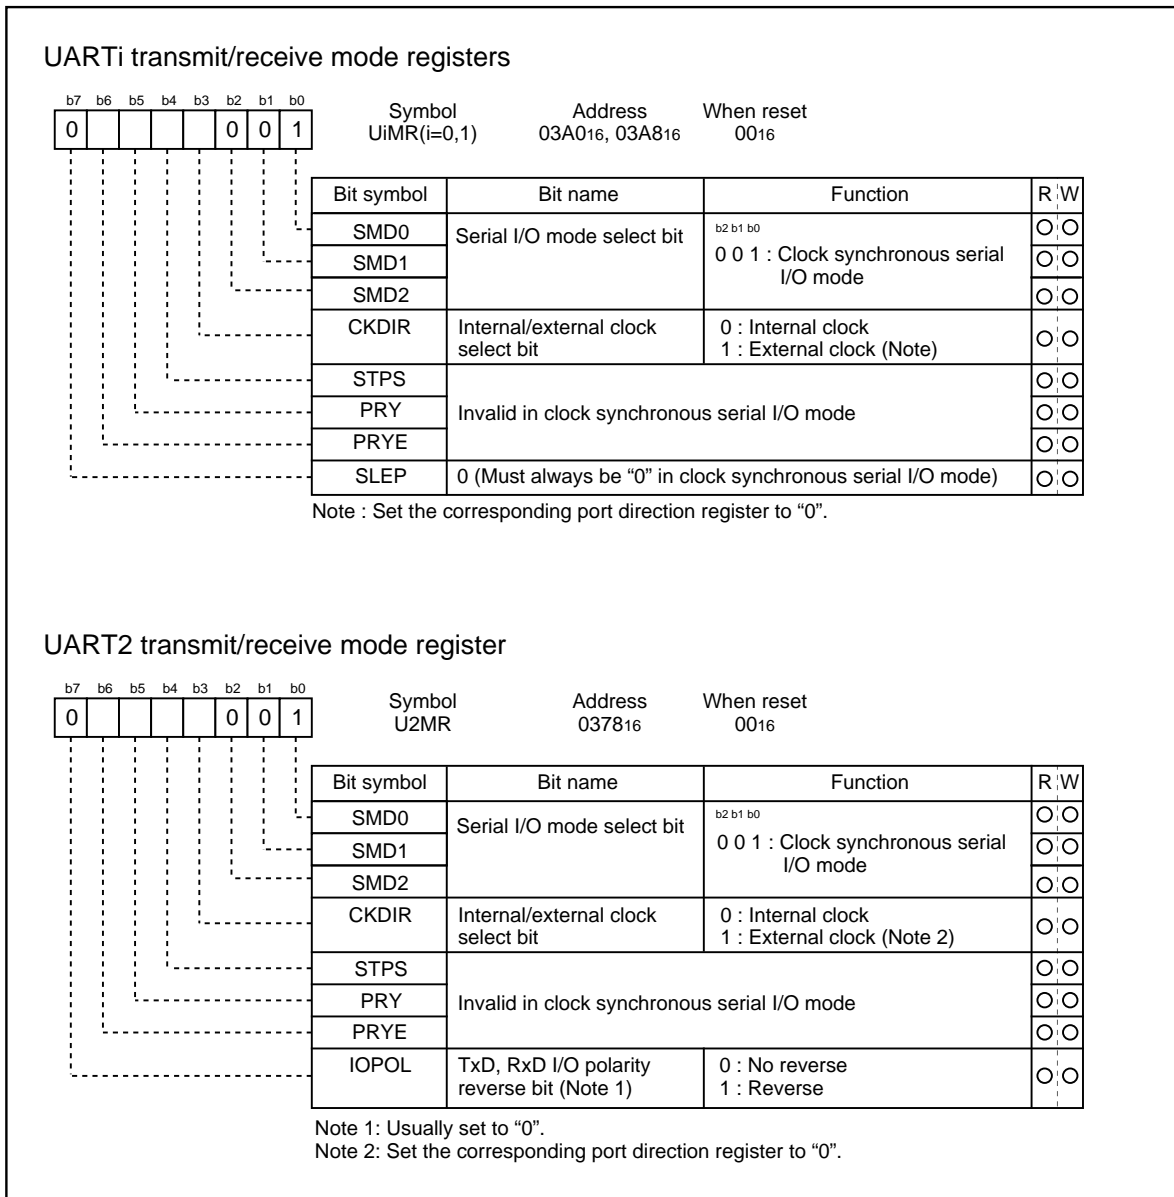 UARTi transmit/receive mode registers
b7 b6 b5 b4 b3 b2 b1 b0
0 0 0 1
Symbol Address When reset
UiMR(i=0,1) 03A016, 03A816 0016
Bit symbol Bit name Function R W
SMD0 Serial I/O mode select bit b2 b1 b0
SMD1 0 0 1 : Clock synchronous serial
I/O mode
SMD2
CKDIR Internal/external clock 0 : Internal clock
select bit 1 : External clock (Note)
STPS
PRY Invalid in clock synchronous serial I/O mode
PRYE
SLEP 0 (Must always be “0” in clock synchronous serial I/O mode)
Note : Set the corresponding port direction register to “0”.
UART2 transmit/receive mode register
b7 b6 b5 b4 b3 b2 b1 b0
0 0 0 1
Symbol Address When reset
U2MR 037816 0016
Bit symbol Bit name Function R W
SMD0 Serial I/O mode select bit b2 b1 b0
SMD1 0 0 1 : Clock synchronous serial
I/O mode
SMD2
CKDIR Internal/external clock 0 : Internal clock
select bit 1 : External clock (Note 2)
STPS
PRY Invalid in clock synchronous serial I/O mode
PRYE
IOPOL TxD, RxD I/O polarity 0 : No reverse
reverse bit (Note 1) 1 : Reverse
Note 1: Usually set to “0”.
Note 2: Set the corresponding port direction register to “0”.